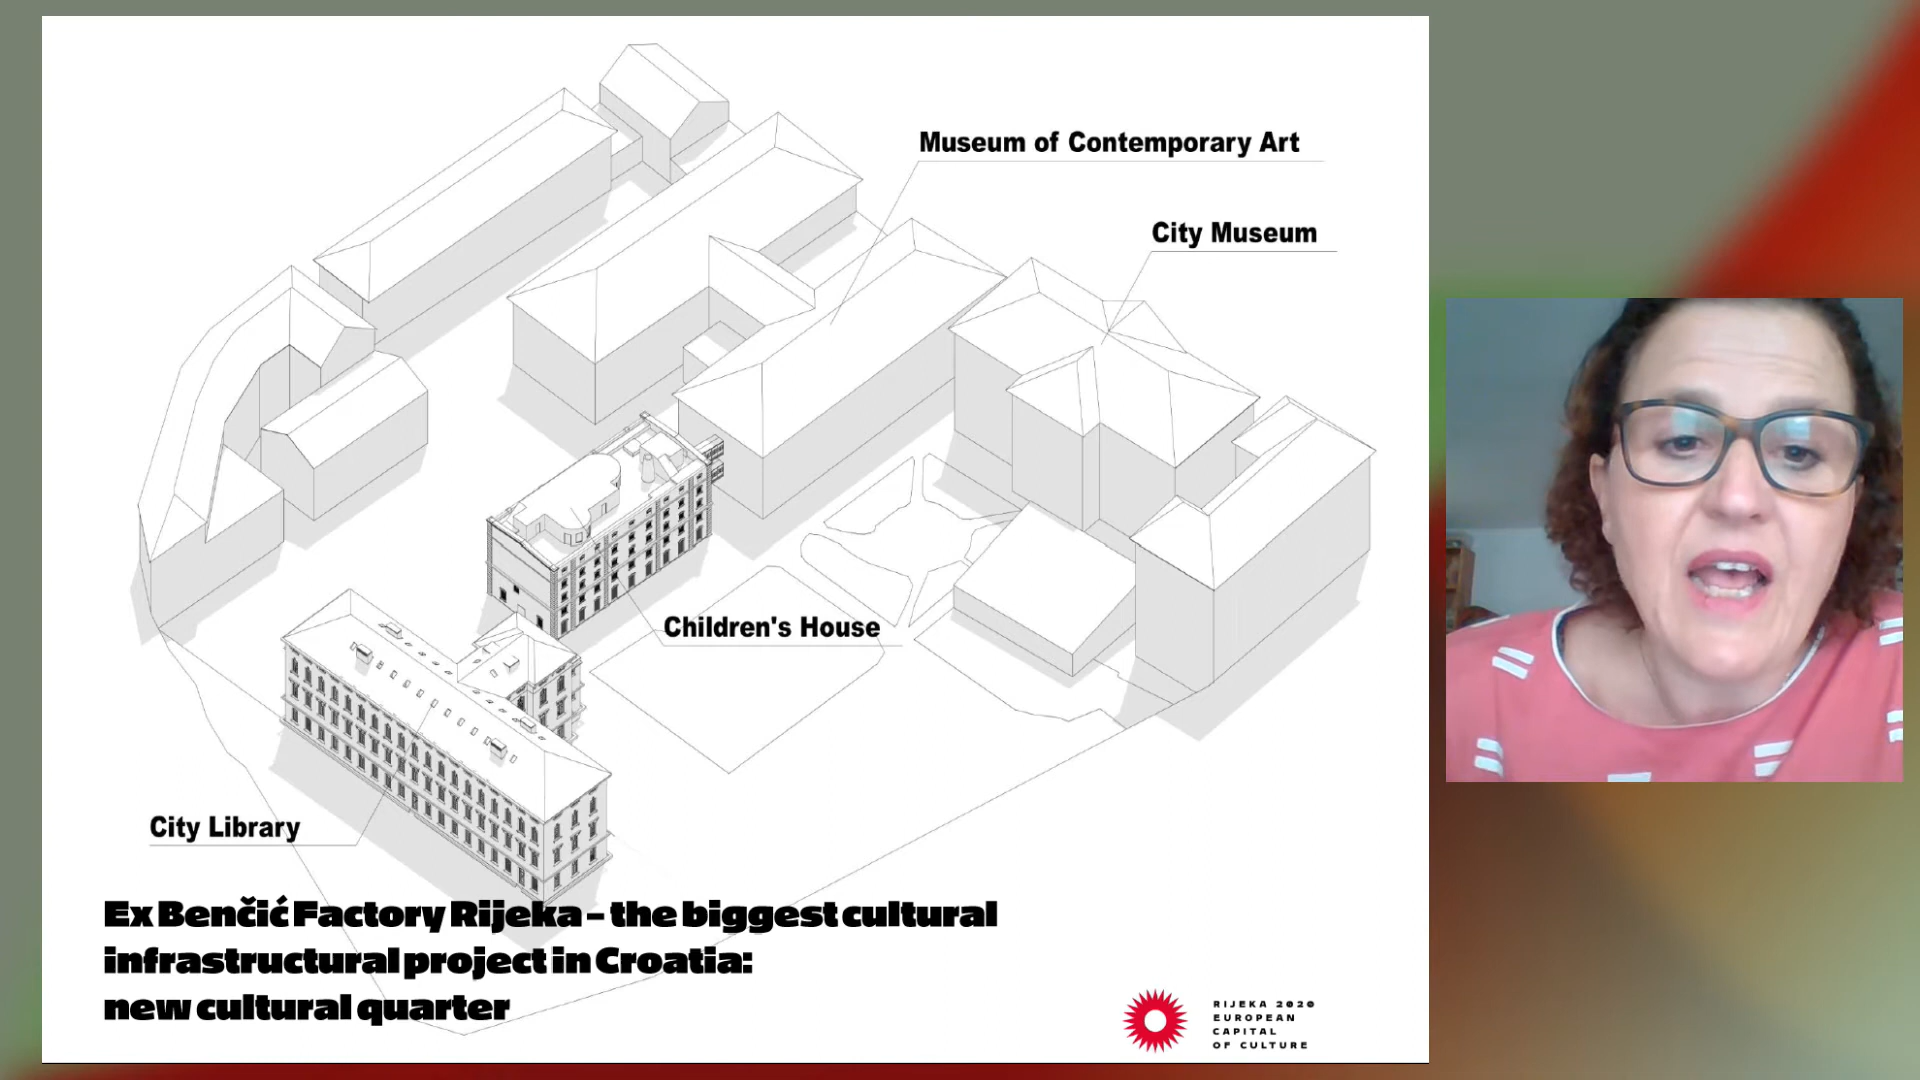 Museum of Contemporary Art
City Museum
Children's House
City Library
Ex Benčić Factory Rijeka – the biggest cultural
infrastructural project in Croatia:
new cultural quarter
RIJEKA 2020
EUROPEAN
CAPITAL
OF CULTURE